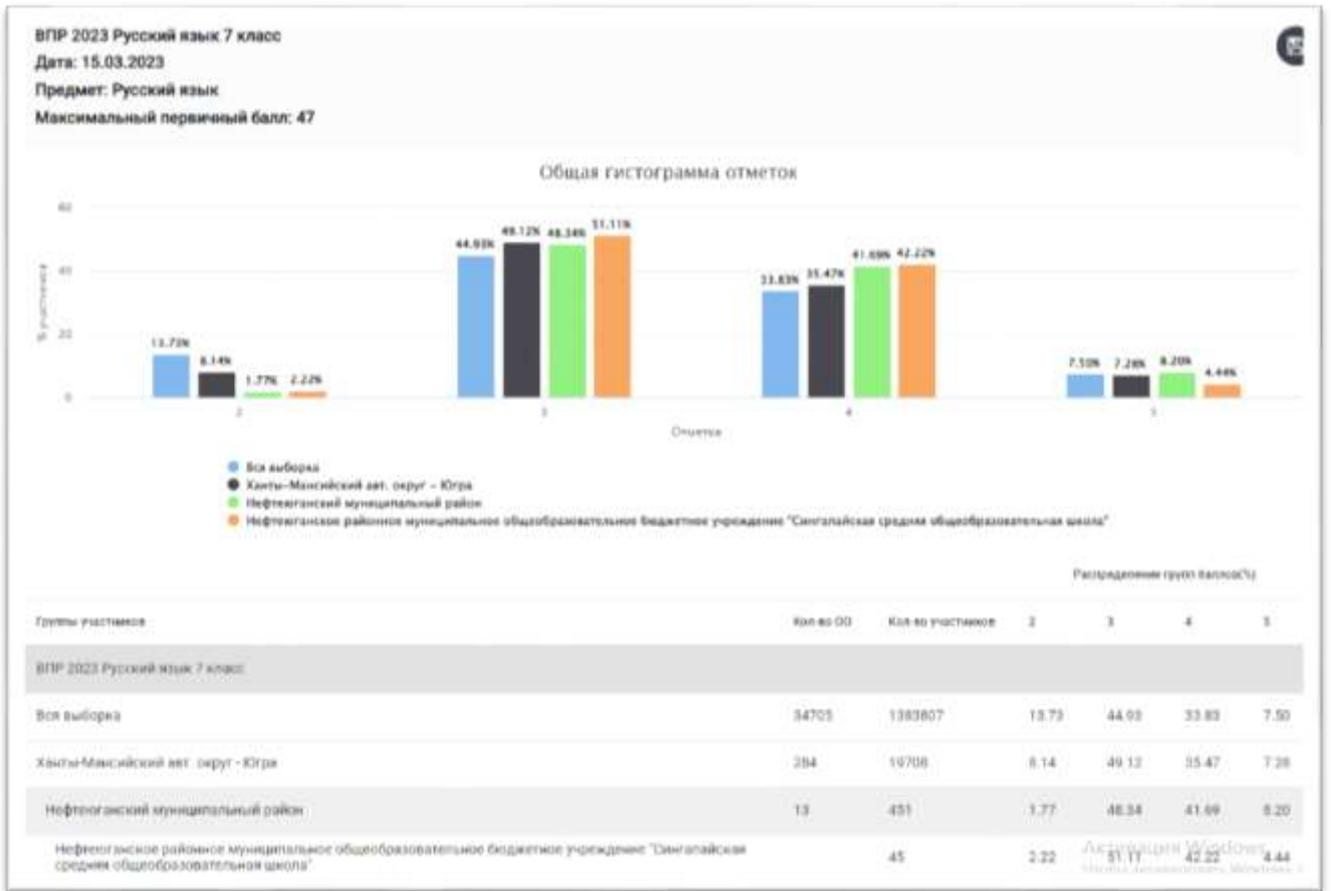 ВПР 2023 Русский язык 7 класс
Дата: 15.03.2023
Предмет: Русский язык
Максимальный первичный балл: 47
Общая гистограмма отметок
60
40
20
0
% участников
13.73% 8.14% 1.77% 2.22%
44.93% 49.12% 48.34% 51.11%
33.83% 35.47% 41.69% 42.22%
7.50% 7.28% 8.20% 4.44%
2 3 4 5
Отметка
Вся выборка
Ханты-Мансийский авт. округ – Югра
Нефтеюганский муниципальный район
Нефтеюганское районное муниципальное общеобразовательное бюджетное учреждение "Сингапайская средняя общеобразовательная школа"
Распределение групп баллов(%)
Группы участников Кол-во ОО Кол-во участников 2 3 4 5
ВПР 2023 Русский язык 7 класс
Вся выборка 34705 1383807 13.73 44.93 33.83 7.50
Ханты-Мансийский авт. округ - Югра 284 19708 8.14 49.12 35.47 7.28
Нефтеюганский муниципальный район 13 451 1.77 48.34 41.69 8.20
Нефтеюганское районное муниципальное общеобразовательное бюджетное учреждение "Сингапайская
средняя общеобразовательная школа" 45 2.22 51.11 42.22 4.44
Активация Windows